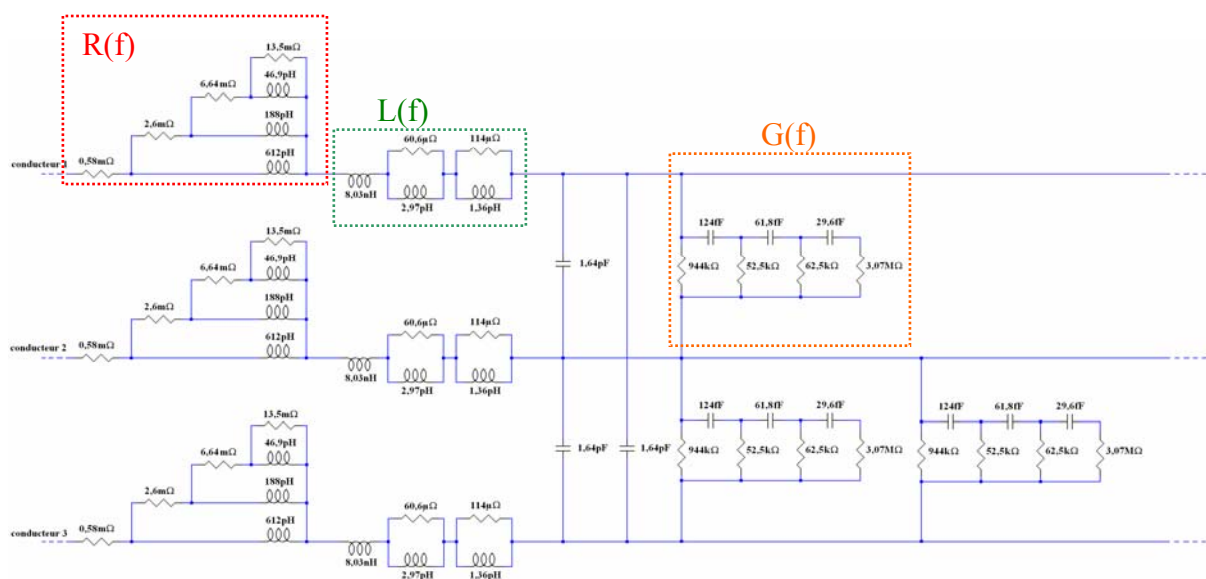 R(f)
13,5mΩ
46,9pH
6,64mΩ
188pH
2,6mΩ
612pH
conducteur 1
0,58mΩ
L(f)
60,6µΩ
114µΩ
8,03nH
2,97pH
1,36pH
G(f)
124fF
61,8fF
29,6fF
944kΩ
52,5kΩ
62,5kΩ
3,07MΩ
1,64pF
13,5mΩ
46,9pH
6,64mΩ
188pH
2,6mΩ
612pH
conducteur 2
0,58mΩ
60,6µΩ
114µΩ
8,03nH
2,97pH
1,36pH
13,5mΩ
46,9pH
6,64mΩ
188pH
2,6mΩ
612pH
conducteur 3
0,58mΩ
60,6µΩ
114µΩ
8,03nH
2,97pH
1,36pH
1,64pF
1,64pF
124fF
61,8fF
29,6fF
944kΩ
52,5kΩ
62,5kΩ
3,07MΩ
124fF
61,8fF
29,6fF
944kΩ
52,5kΩ
62,5kΩ
3,07MΩ